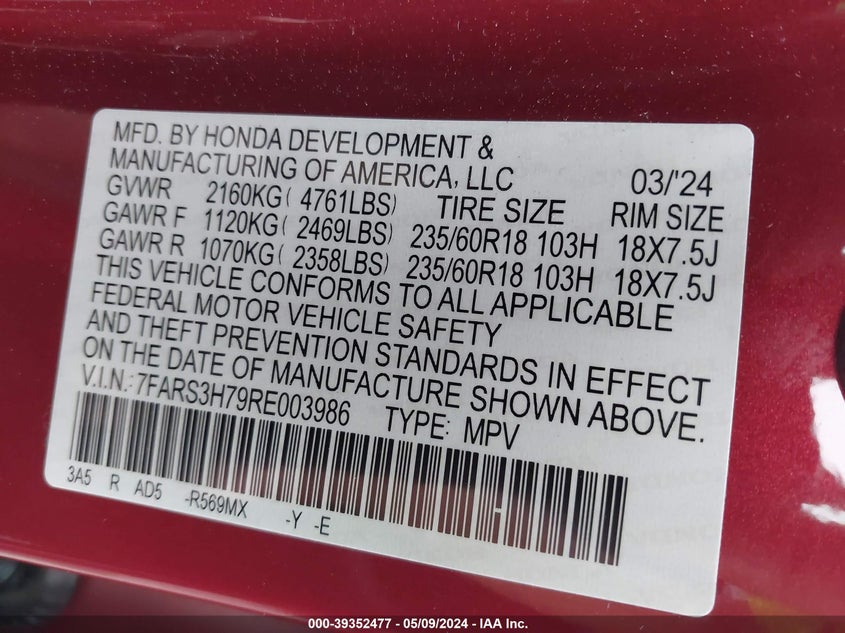 MFD. BY HONDA DEVELOPMENT &
MANUFACTURING OF AMERICA, LLC 03/'24
GVWR 2160KG( 4761LBS) TIRE SIZE RIM SIZE
GAWR F 1120KG( 2469LBS) 235/60R18 103H 18X7.5J
GAWR R 1070KG( 2358LBS) 235/60R18 103H 18X7.5J
THIS VEHICLE CONFORMS TO ALL APPLICABLE
FEDERAL MOTOR VEHICLE SAFETY
AND THEFT PREVENTION STANDARDS IN EFFECT
ON THE DATE OF MANUFACTURE SHOWN ABOVE.
V.I.N.: 7FARS3H79RE003986 TYPE: MPV
3A5 R AD5 -R569MX -Y -E
000-39352477 - 05/09/2024 - IAA Inc.